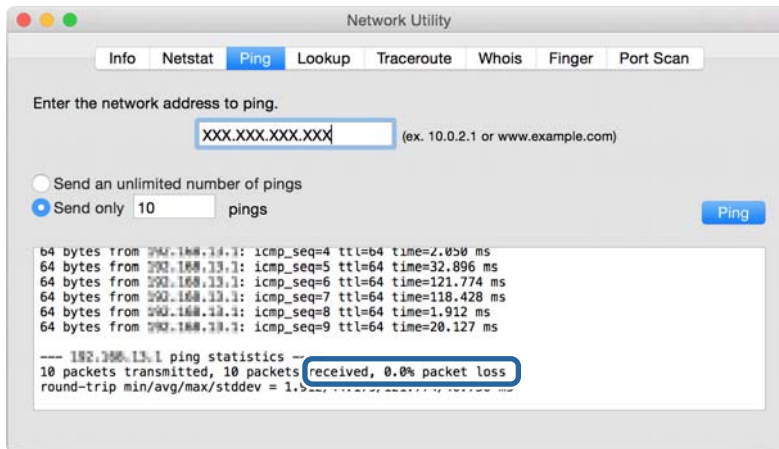 Network Utility
Info Netstat Ping Lookup Traceroute Whois Finger Port Scan
Enter the network address to ping.
XXX.XXX.XXX.XXX (ex. 10.0.2.1 or www.example.com)
Send an unlimited number of pings
Send only 10 pings
Ping
64 bytes from : icmp_seq=4 ttl=64 time=2.050 ms
64 bytes from : icmp_seq=5 ttl=64 time=32.896 ms
64 bytes from : icmp_seq=6 ttl=64 time=121.774 ms
64 bytes from : icmp_seq=7 ttl=64 time=118.428 ms
64 bytes from : icmp_seq=8 ttl=64 time=1.912 ms
64 bytes from : icmp_seq=9 ttl=64 time=20.127 ms
--- ping statistics --
10 packets transmitted, 10 packets received, 0.0% packet loss
round-trip min/avg/max/stddev = ms